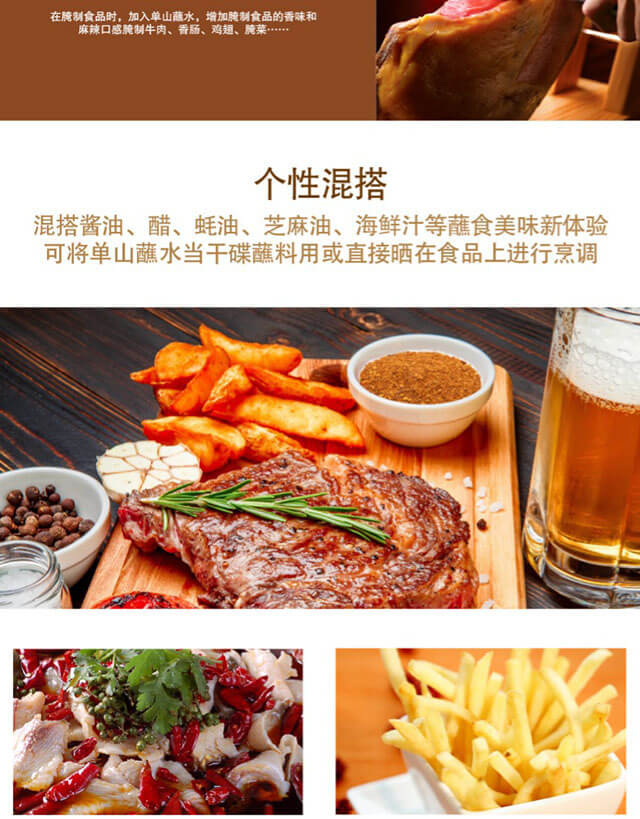 在腌制食品时，加入单山蘸水，增加腌制食品的香味和
麻辣口感腌制牛肉、香肠、鸡翅、腌菜……
个性混搭
混搭酱油、醋、蚝油、芝麻油、海鲜汁等蘸食美味新体验
可将单山蘸水当干碟蘸料用或直接晒在食品上进行烹调